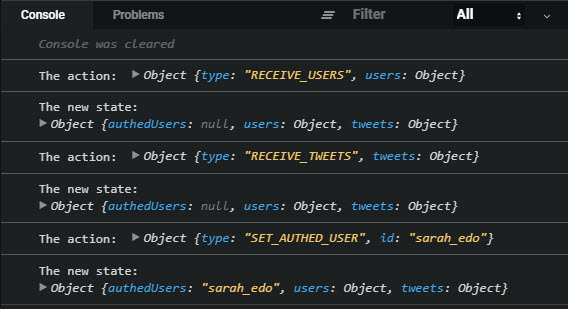 Console Problems Filter All
Console was cleared
The action: ▶Object {type: "RECEIVE_USERS", users: Object}
The new state:
▶Object {authedUsers: null, users: Object, tweets: Object}
The action: ▶Object {type: "RECEIVE_TWEETS", tweets: Object}
The new state:
▶Object {authedUsers: null, users: Object, tweets: Object}
The action: ▶Object {type: "SET_AUTHED_USER", id: "sarah_edo"}
The new state:
▶Object {authedUsers: "sarah_edo", users: Object, tweets: Object}